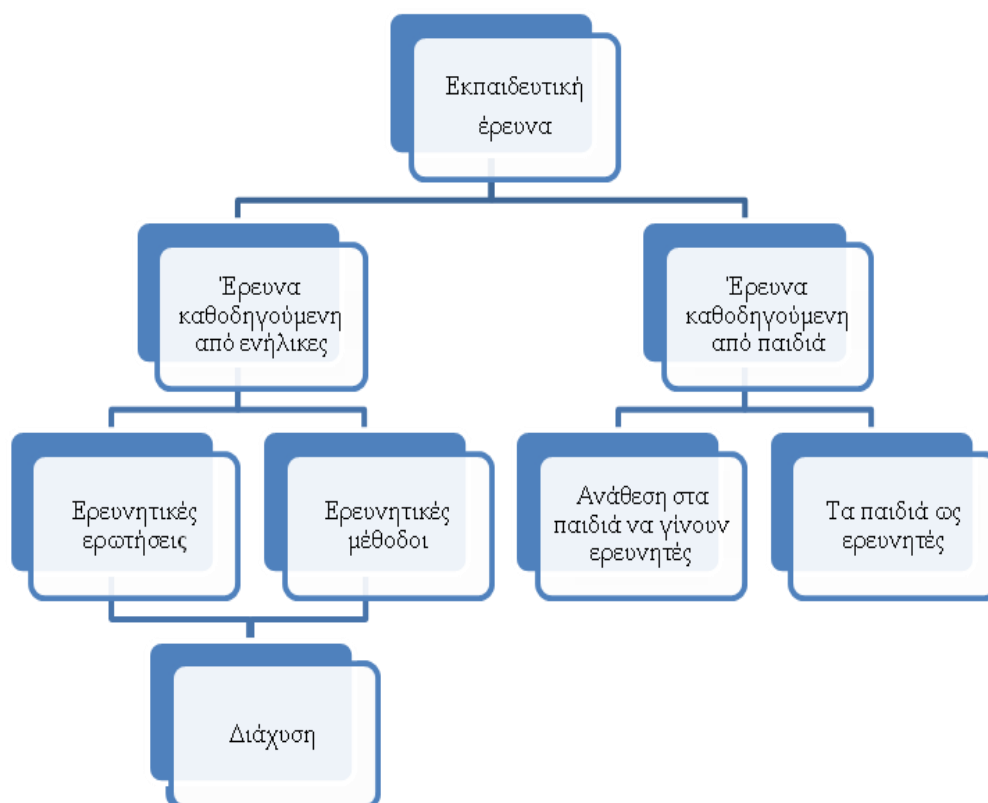 Εκπαιδευτική
έρευνα
Έρευνα
καθοδηγούμενη
από ενήλικες
Έρευνα
καθοδηγούμενη
από παιδιά
Ερευνητικές
ερωτήσεις
Ερευνητικές
μέθοδοι
Ανάθεση στα
παιδιά να γίνουν
ερευνητές
Τα παιδιά ως
ερευνητές
Διάχυση